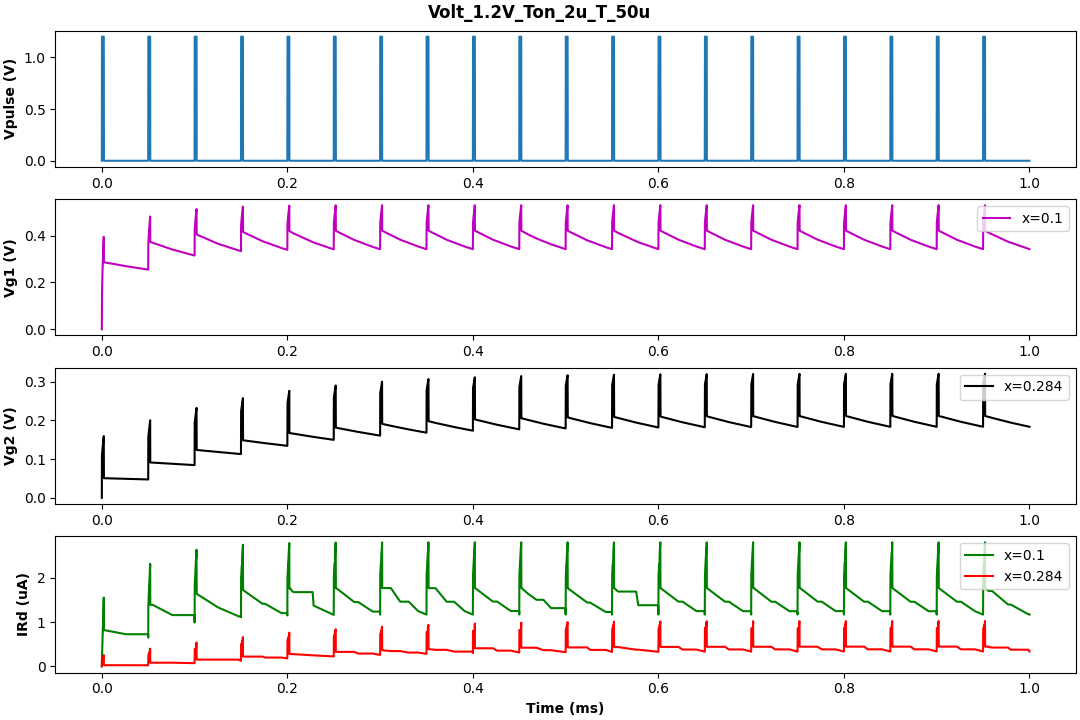 Volt_1.2V_Ton_2u_T_50u
Vpulse (V)
1.0
0.5
0.0
0.0 0.2 0.4 0.6 0.8 1.0
Vg1 (V)
0.4
0.2
0.0
x=0.1
0.0 0.2 0.4 0.6 0.8 1.0
Vg2 (V)
0.3
0.2
0.1
0.0
x=0.284
0.0 0.2 0.4 0.6 0.8 1.0
IRd (uA)
2
1
0
x=0.1
x=0.284
0.0 0.2 0.4 0.6 0.8 1.0
Time (ms)